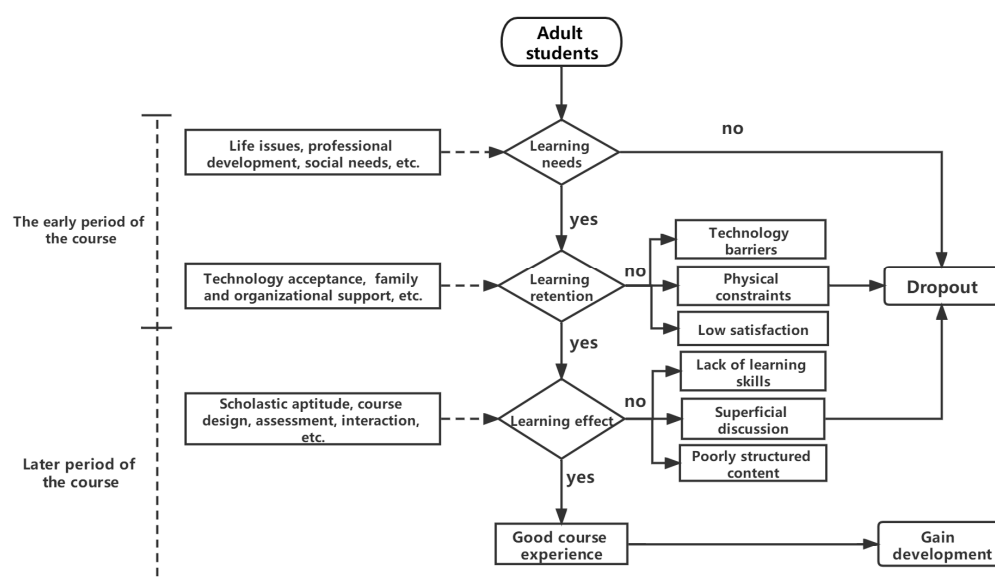 Adult
students
no
Life issues, professional
development, social needs, etc.
Learning
needs
The early period of
the course
yes
Technology
barriers
Technology acceptance, family
and organizational support, etc.
Learning
retention
no
Physical
constraints
Dropout
Low satisfaction
yes
Lack of learning
skills
Scholastic aptitude, course
design, assessment, interaction,
etc.
Learning effect
no
Superficial
discussion
Poorly structured
content
Later period of
the course
yes
Good course
experience
Gain
development